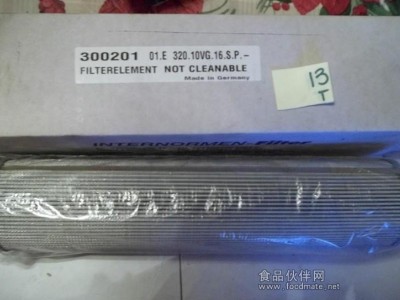 300201 01.E 320.10VG.16.S.P.-
FILTERELEMENT NOT CLEANABLE
Made in Germany
13
T
INTERNORMEN Filter
食品伙伴网
www.foodmate.net